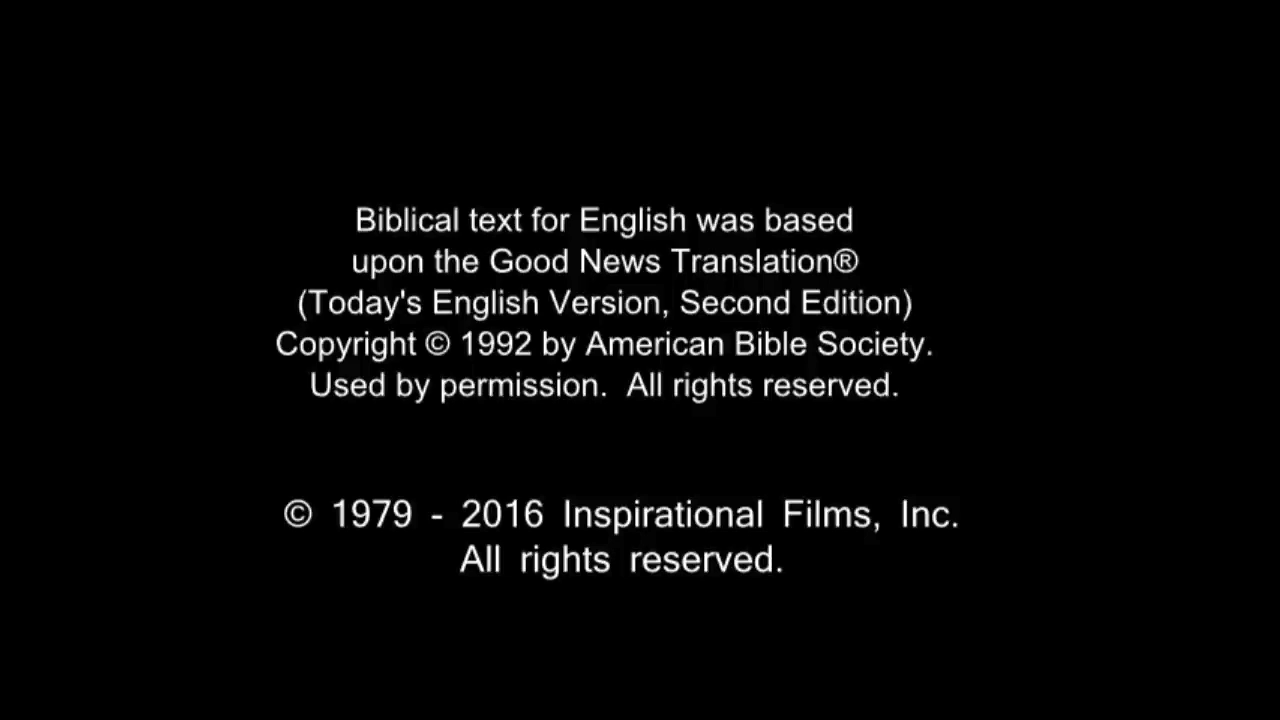 Biblical text for English was based
upon the Good News Translation®
(Today's English Version, Second Edition)
Copyright © 1992 by American Bible Society.
Used by permission. All rights reserved.
© 1979 - 2016 Inspirational Films, Inc.
All rights reserved.